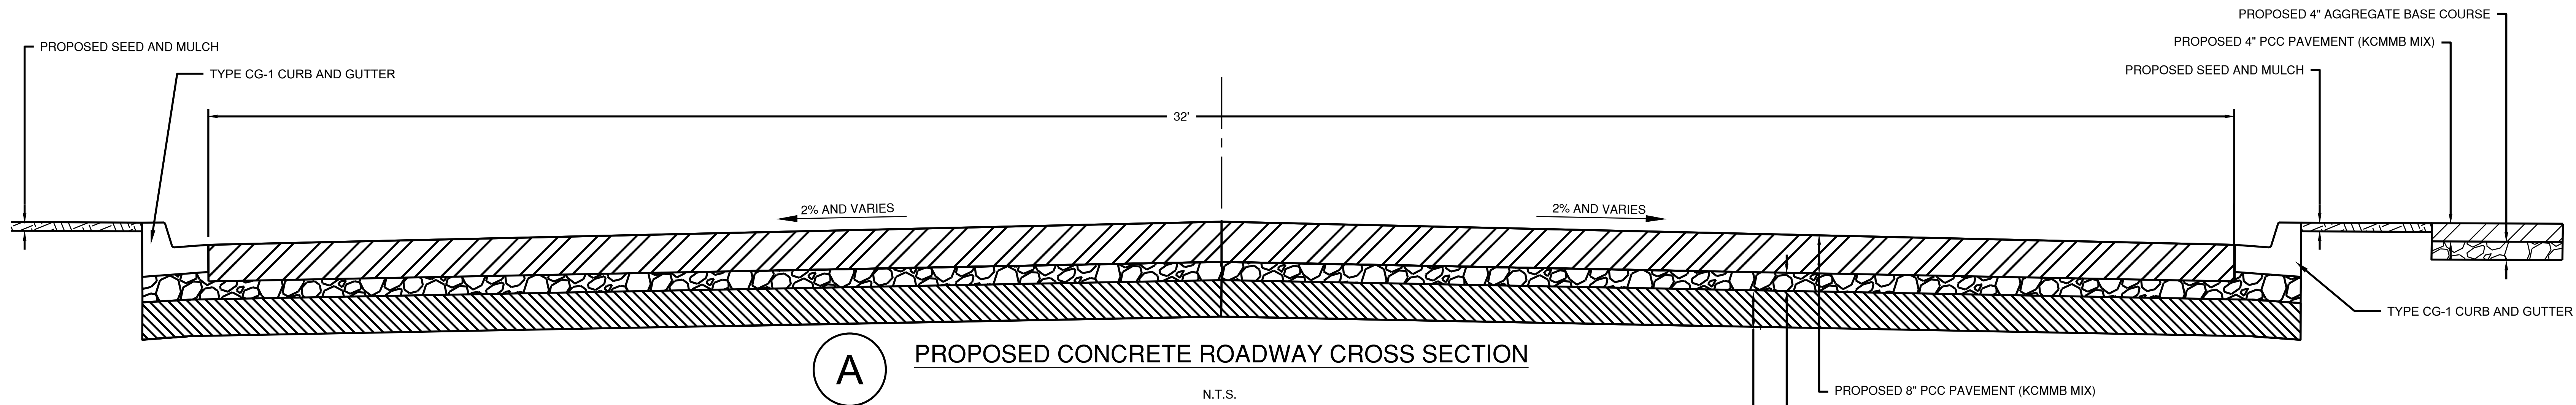 PROPOSED 4" AGGREGATE BASE COURSE
PROPOSED SEED AND MULCH
PROPOSED 4" PCC PAVEMENT (KCMMB MIX)
TYPE CG-1 CURB AND GUTTER
PROPOSED SEED AND MULCH
32'
2% AND VARIES
2% AND VARIES
TYPE CG-1 CURB AND GUTTER
A
PROPOSED CONCRETE ROADWAY CROSS SECTION
N.T.S.
PROPOSED 8" PCC PAVEMENT (KCMMB MIX)